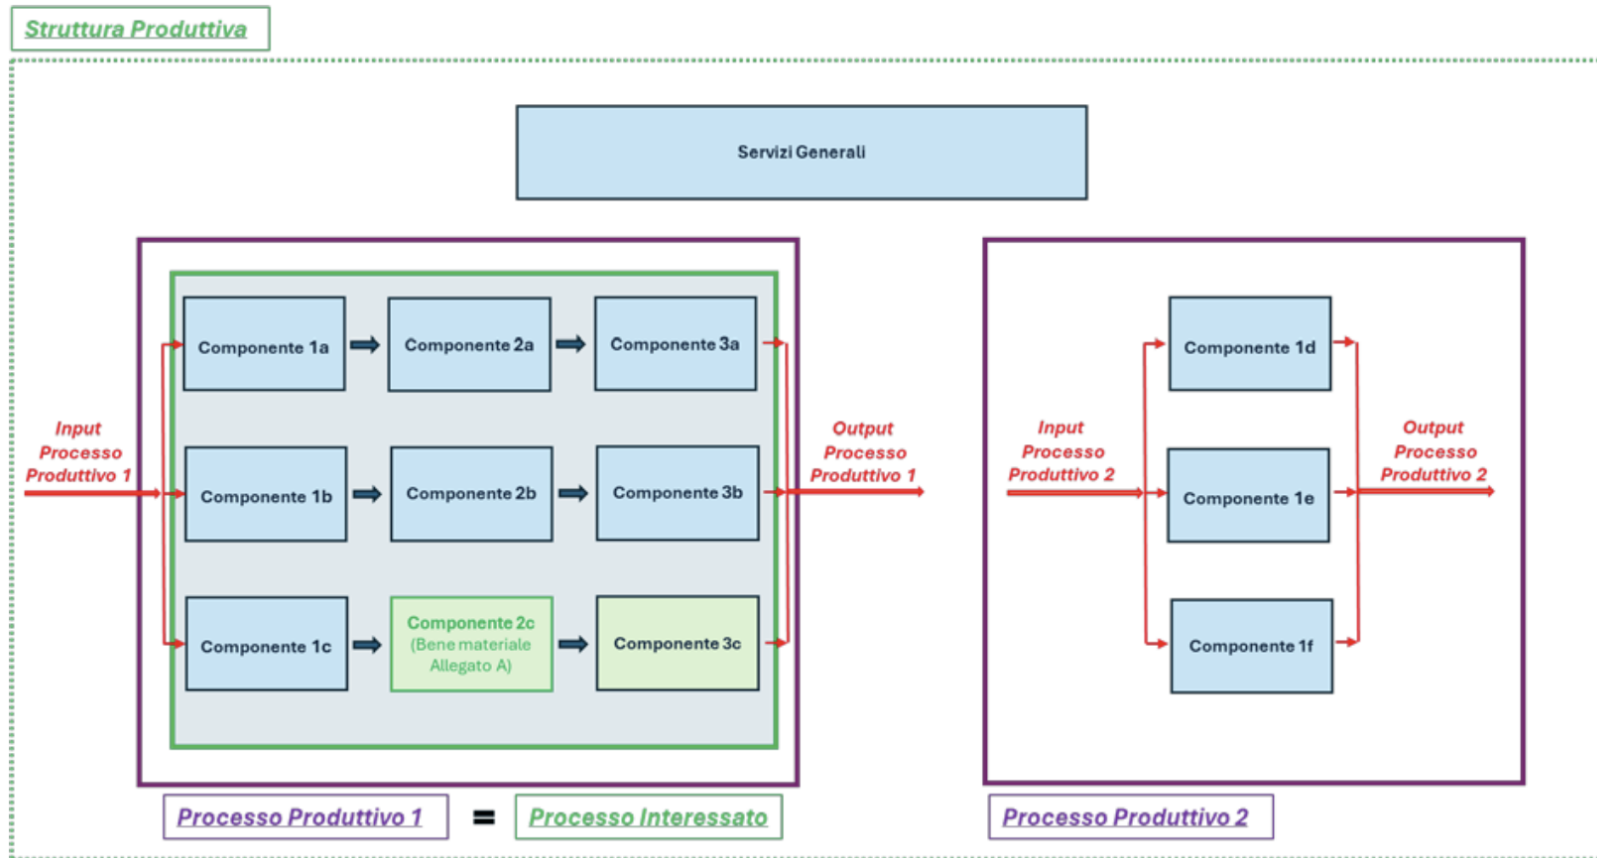 Struttura Produttiva
Servizi Generali
Componente 1a
Componente 2a
Componente 3a
Input
Processo
Produttivo 1
Componente 1b
Componente 2b
Componente 3b
Output
Processo
Produttivo 1
Componente 1c
Componente 2c
(Bene materiale
Allegato A)
Componente 3c
Processo Produttivo 1
=
Processo Interessato
Componente 1d
Input
Processo
Produttivo 2
Componente 1e
Output
Processo
Produttivo 2
Componente 1f
Processo Produttivo 2